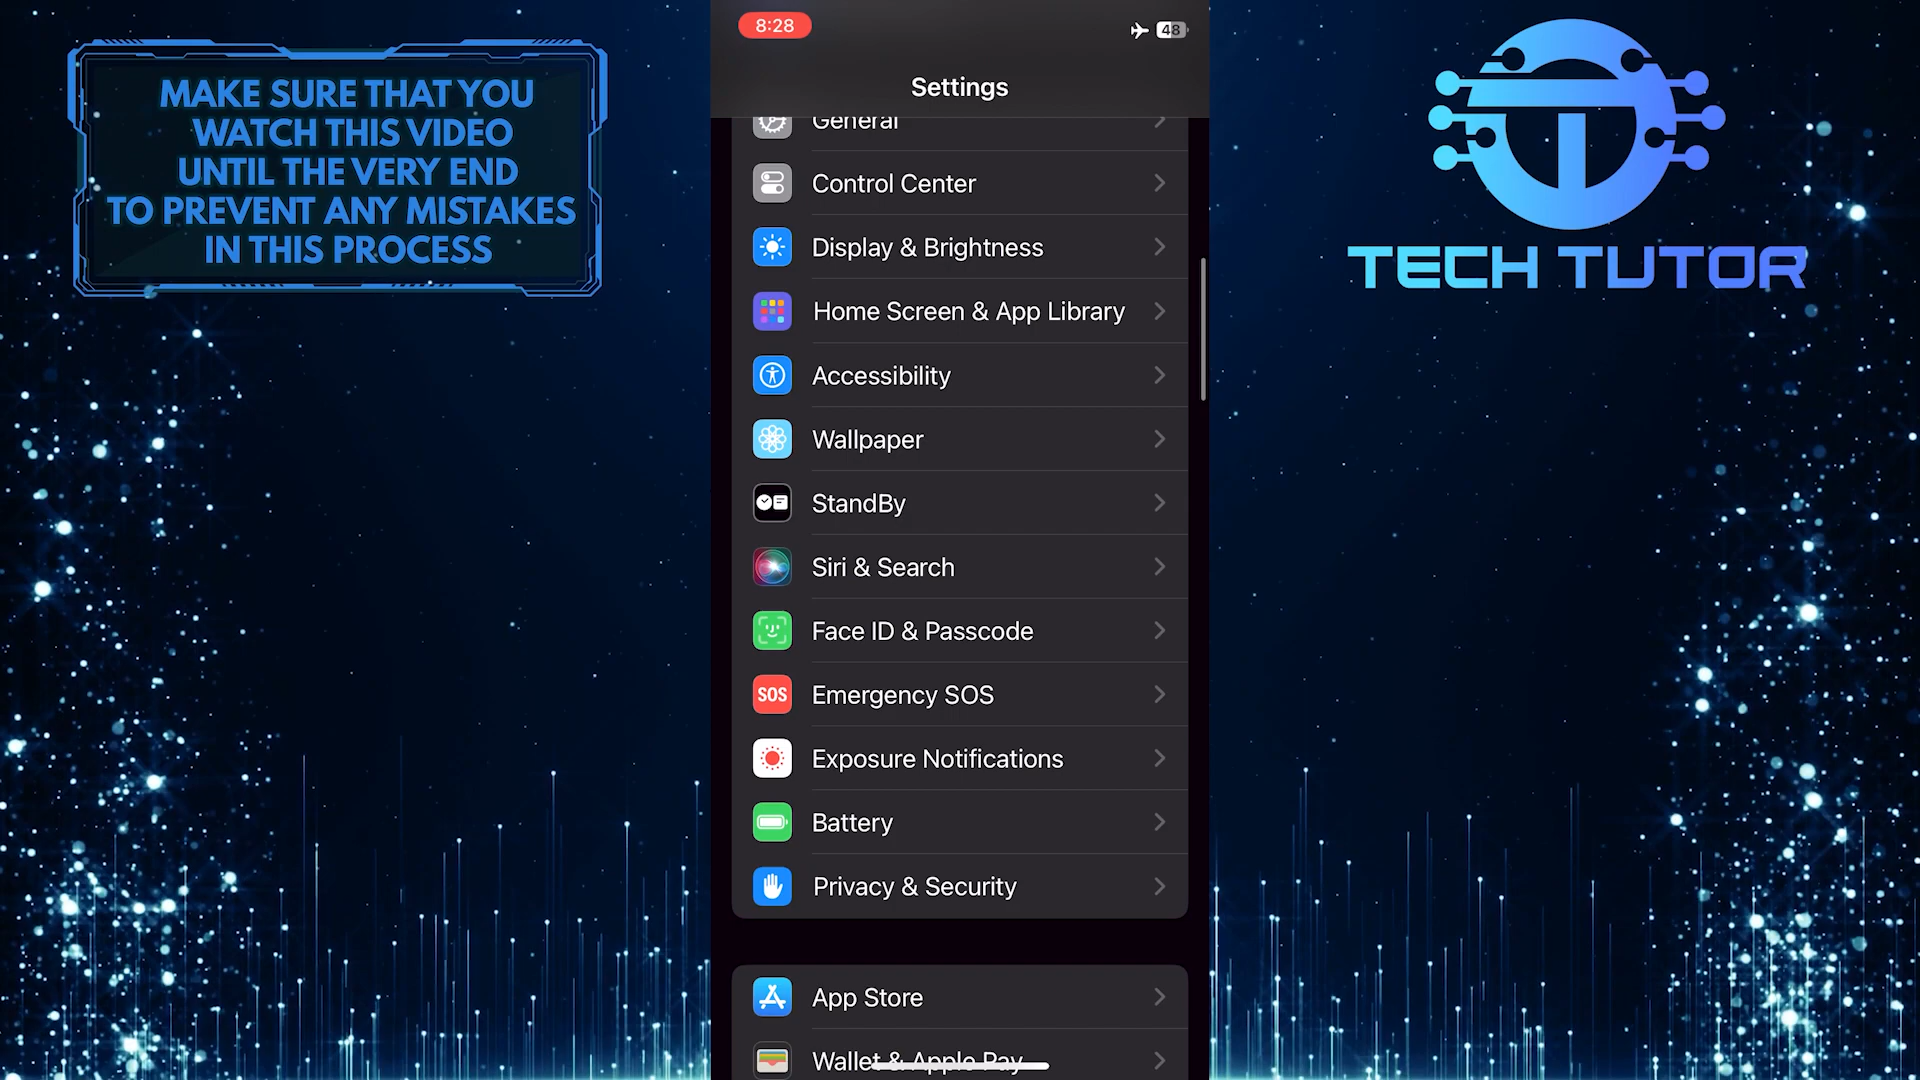 MAKE SURE THAT YOU
WATCH THIS VIDEO
UNTIL THE VERY END
TO PREVENT ANY MISTAKES
IN THIS PROCESS
8:28
48
Settings
General
Control Center
Display & Brightness
Home Screen & App Library
Accessibility
Wallpaper
StandBy
Siri & Search
Face ID & Passcode
SOS Emergency SOS
Exposure Notifications
Battery
Privacy & Security
App Store
Wallet & Apple Pay
TECH TUTOR